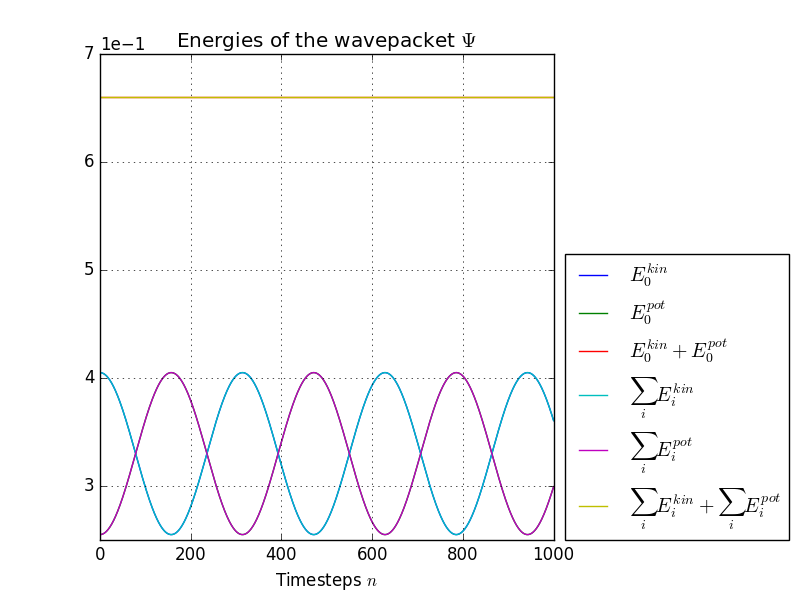 Energies of the wavepacket Ψ
1e−1
7
6
5
4
3
0 200 400 600 800 1000
Timesteps n
E_0^{kin}
E_0^{pot}
E_0^{kin} + E_0^{pot}
∑_i E_i^{kin}
∑_i E_i^{pot}
∑_i E_i^{kin} + ∑_i E_i^{pot}